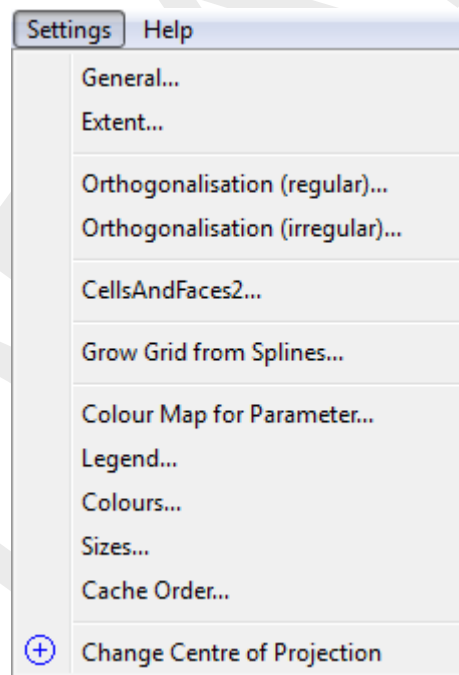 Settings Help
General...
Extent...
Orthogonalisation (regular)...
Orthogonalisation (irregular)...
CellsAndFaces2...
Grow Grid from Splines...
Colour Map for Parameter...
Legend...
Colours...
Sizes...
Cache Order...
Change Centre of Projection